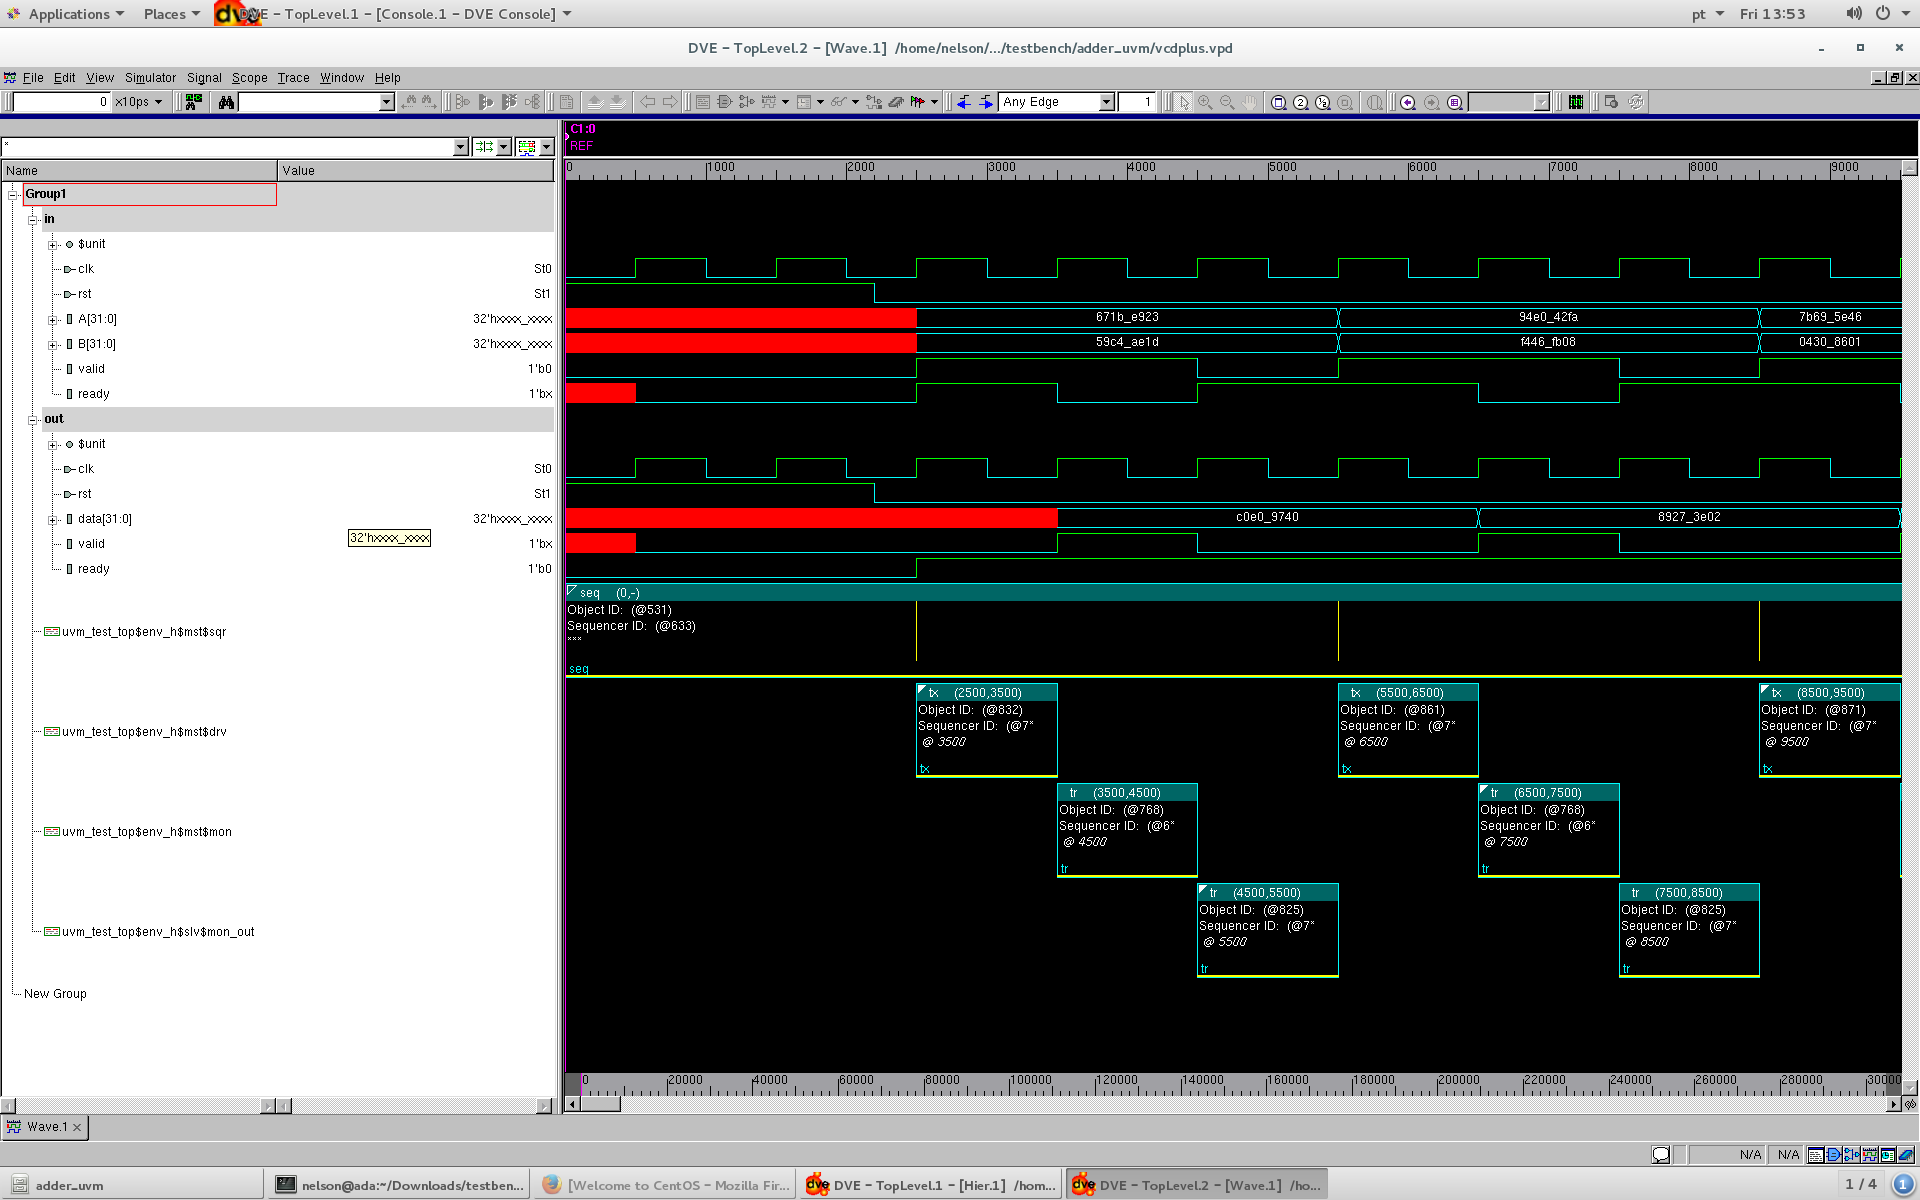 Applications Places DVE - TopLevel.1 - [Console.1 - DVE Console] pt Fri 13:53
DVE - TopLevel.2 - [Wave.1] /home/nelson/.../testbench/adder_uvm/vcdplus.vpd
File Edit View Simulator Signal Scope Trace Window Help
0 x10ps Any Edge 1
C1:0
REF
*
Name Value
0 1000 2000 3000 4000 5000 6000 7000 8000 9000
Group1
in
$unit
clk St0
rst St1
A[31:0] 32'hxxxx_xxxx 671b_e923 94e0_42fa 7b69_5e46
B[31:0] 32'hxxxx_xxxx 59c4_ae1d f446_fb08 0430_8601
valid 1'b0
ready 1'bx
out
$unit
clk St0
rst St1
data[31:0] 32'hxxxx_xxxx c0e0_9740 8927_3e02
32'hxxxx_xxxx
valid 1'bx
ready 1'b0
seq (0,-)
Object ID: (@531)
Sequencer ID: (@633)
***
uvm_test_top$env_h$mst$sqr
seq
tx (2500,3500) tx (5500,6500) tx (8500,9500)
Object ID: (@832) Object ID: (@861) Object ID: (@871)
Sequencer ID: (@7* Sequencer ID: (@7* Sequencer ID: (@7*
uvm_test_top$env_h$mst$drv
@ 3500 @ 6500 @ 9500
tx tx tx
tr (3500,4500) tr (6500,7500)
Object ID: (@768) Object ID: (@768)
Sequencer ID: (@6* Sequencer ID: (@6*
uvm_test_top$env_h$mst$mon
@ 4500 @ 7500
tr tr
tr (4500,5500) tr (7500,8500)
Object ID: (@825) Object ID: (@825)
Sequencer ID: (@7* Sequencer ID: (@7*
uvm_test_top$env_h$slv$mon_out
@ 5500 @ 8500
tr tr
New Group
0 20000 40000 60000 80000 100000 120000 140000 160000 180000 200000 220000 240000 260000 280000 30000
Wave.1
N/A N/A
adder_uvm nelson@ada:~/Downloads/testben... [Welcome to CentOS - Mozilla Fir... DVE - TopLevel.1 - [Hier.1] /hom... DVE - TopLevel.2 - [Wave.1] /ho... 1 / 4 1